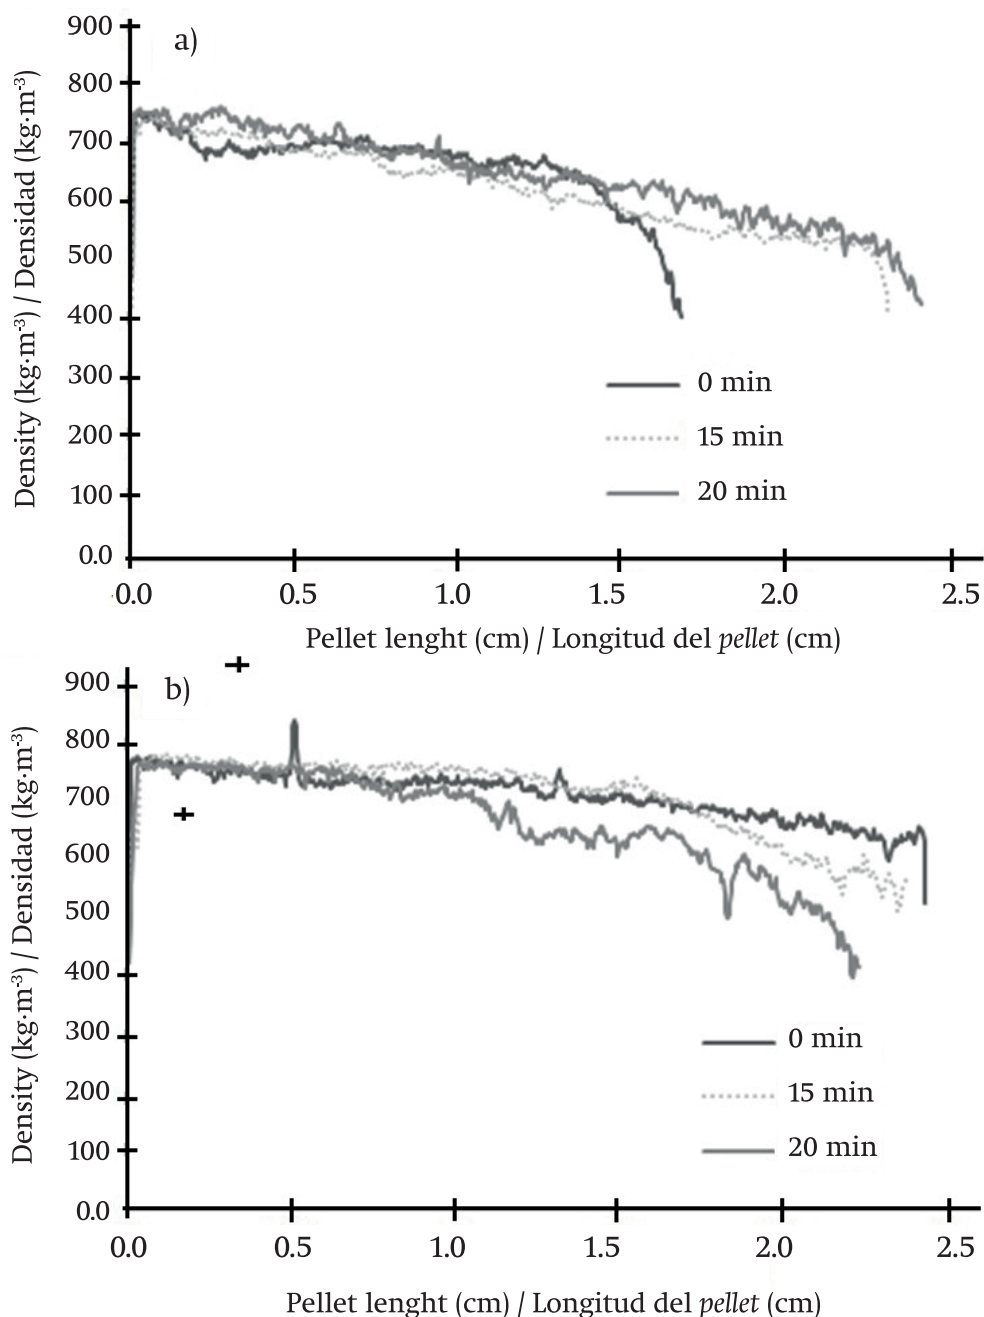 900
a)
800
700
600
500
400
300
200
100
0.0
Density (kg·m-3) / Densidad (kg·m-3)
0 min
15 min
20 min
0.0 0.5 1.0 1.5 2.0 2.5
Pellet lenght (cm) / Longitud del pellet (cm)
900
b)
800
700
600
500
400
300
200
100
0.0
Density (kg·m-3) / Densidad (kg·m-3)
0 min
15 min
20 min
0.0 0.5 1.0 1.5 2.0 2.5
Pellet lenght (cm) / Longitud del pellet (cm)